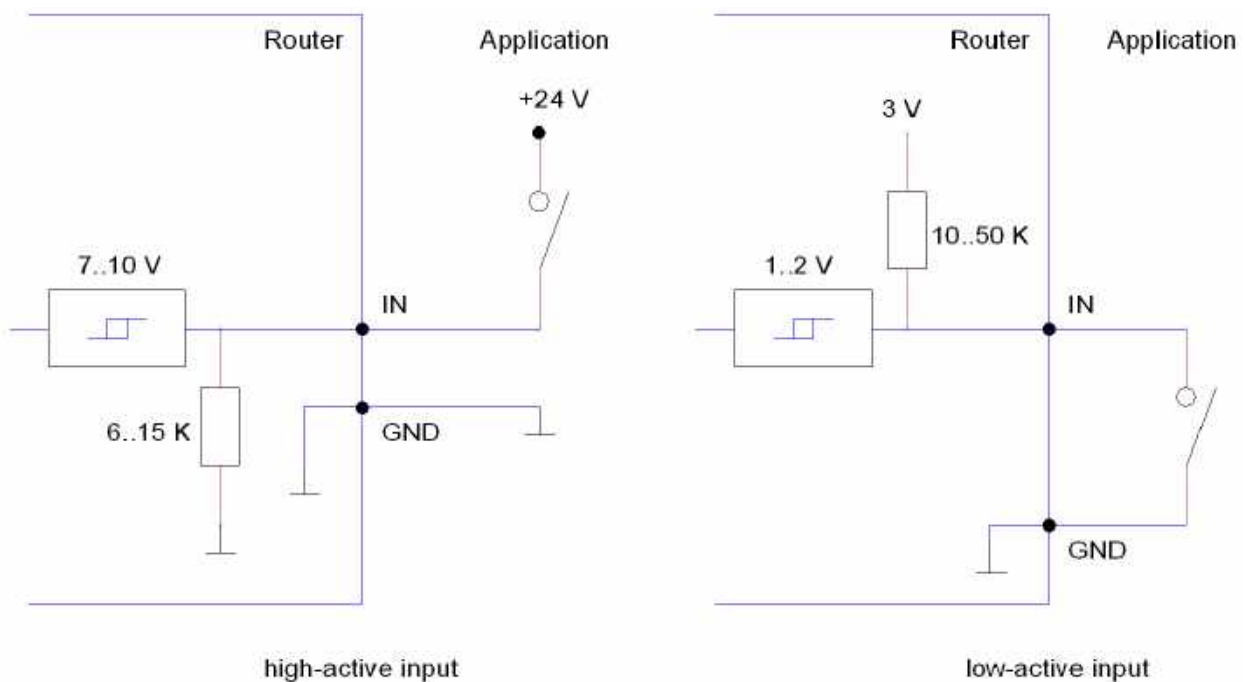 Router
Application
+24 V
7..10 V
IN
6..15 K
GND
high-active input
Router
Application
3 V
10..50 K
1..2 V
IN
GND
low-active input